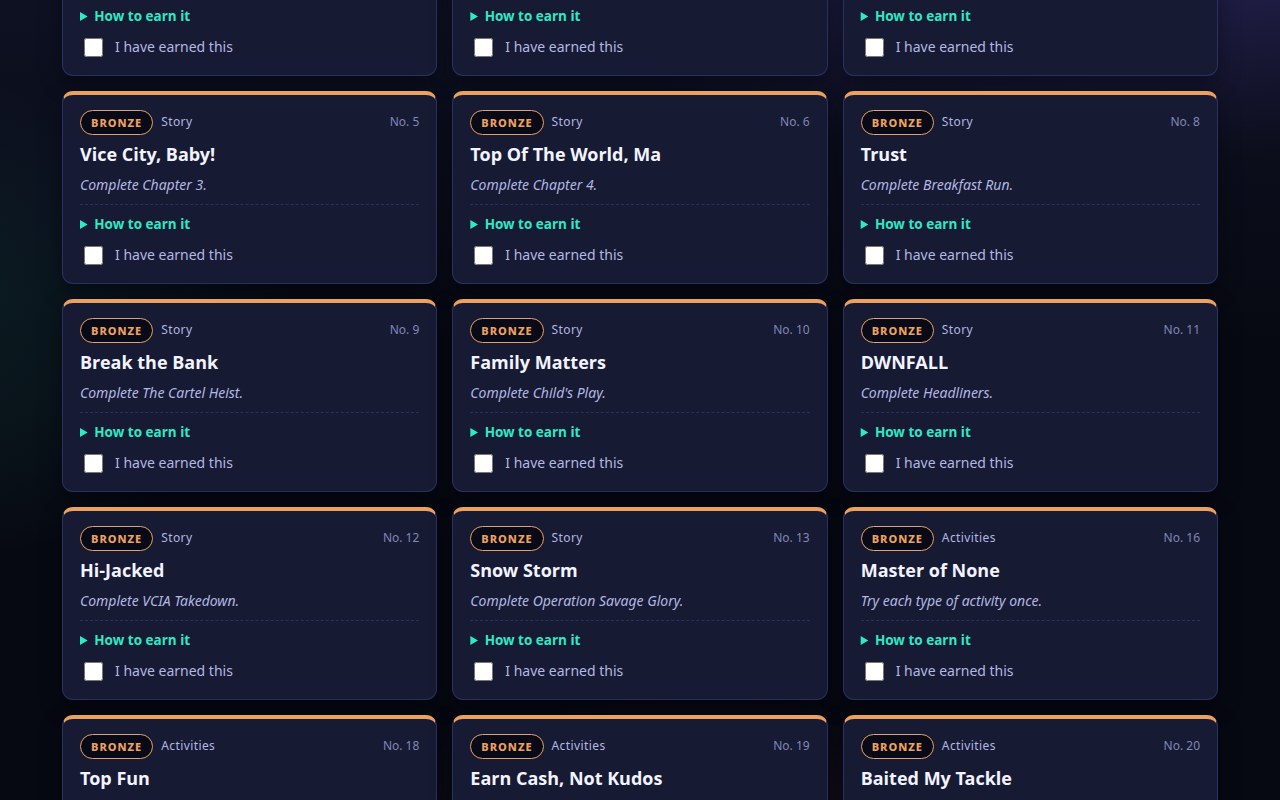 ▶ How to earn it ▶ How to earn it ▶ How to earn it
I have earned this I have earned this I have earned this
BRONZE Story No. 5
Vice City, Baby!
Complete Chapter 3.
▶ How to earn it
I have earned this
BRONZE Story No. 6
Top Of The World, Ma
Complete Chapter 4.
▶ How to earn it
I have earned this
BRONZE Story No. 8
Trust
Complete Breakfast Run.
▶ How to earn it
I have earned this
BRONZE Story No. 9
Break the Bank
Complete The Cartel Heist.
▶ How to earn it
I have earned this
BRONZE Story No. 10
Family Matters
Complete Child's Play.
▶ How to earn it
I have earned this
BRONZE Story No. 11
DWNFALL
Complete Headliners.
▶ How to earn it
I have earned this
BRONZE Story No. 12
Hi-Jacked
Complete VCIA Takedown.
▶ How to earn it
I have earned this
BRONZE Story No. 13
Snow Storm
Complete Operation Savage Glory.
▶ How to earn it
I have earned this
BRONZE Activities No. 16
Master of None
Try each type of activity once.
▶ How to earn it
I have earned this
BRONZE Activities No. 18
Top Fun
BRONZE Activities No. 19
Earn Cash, Not Kudos
BRONZE Activities No. 20
Baited My Tackle